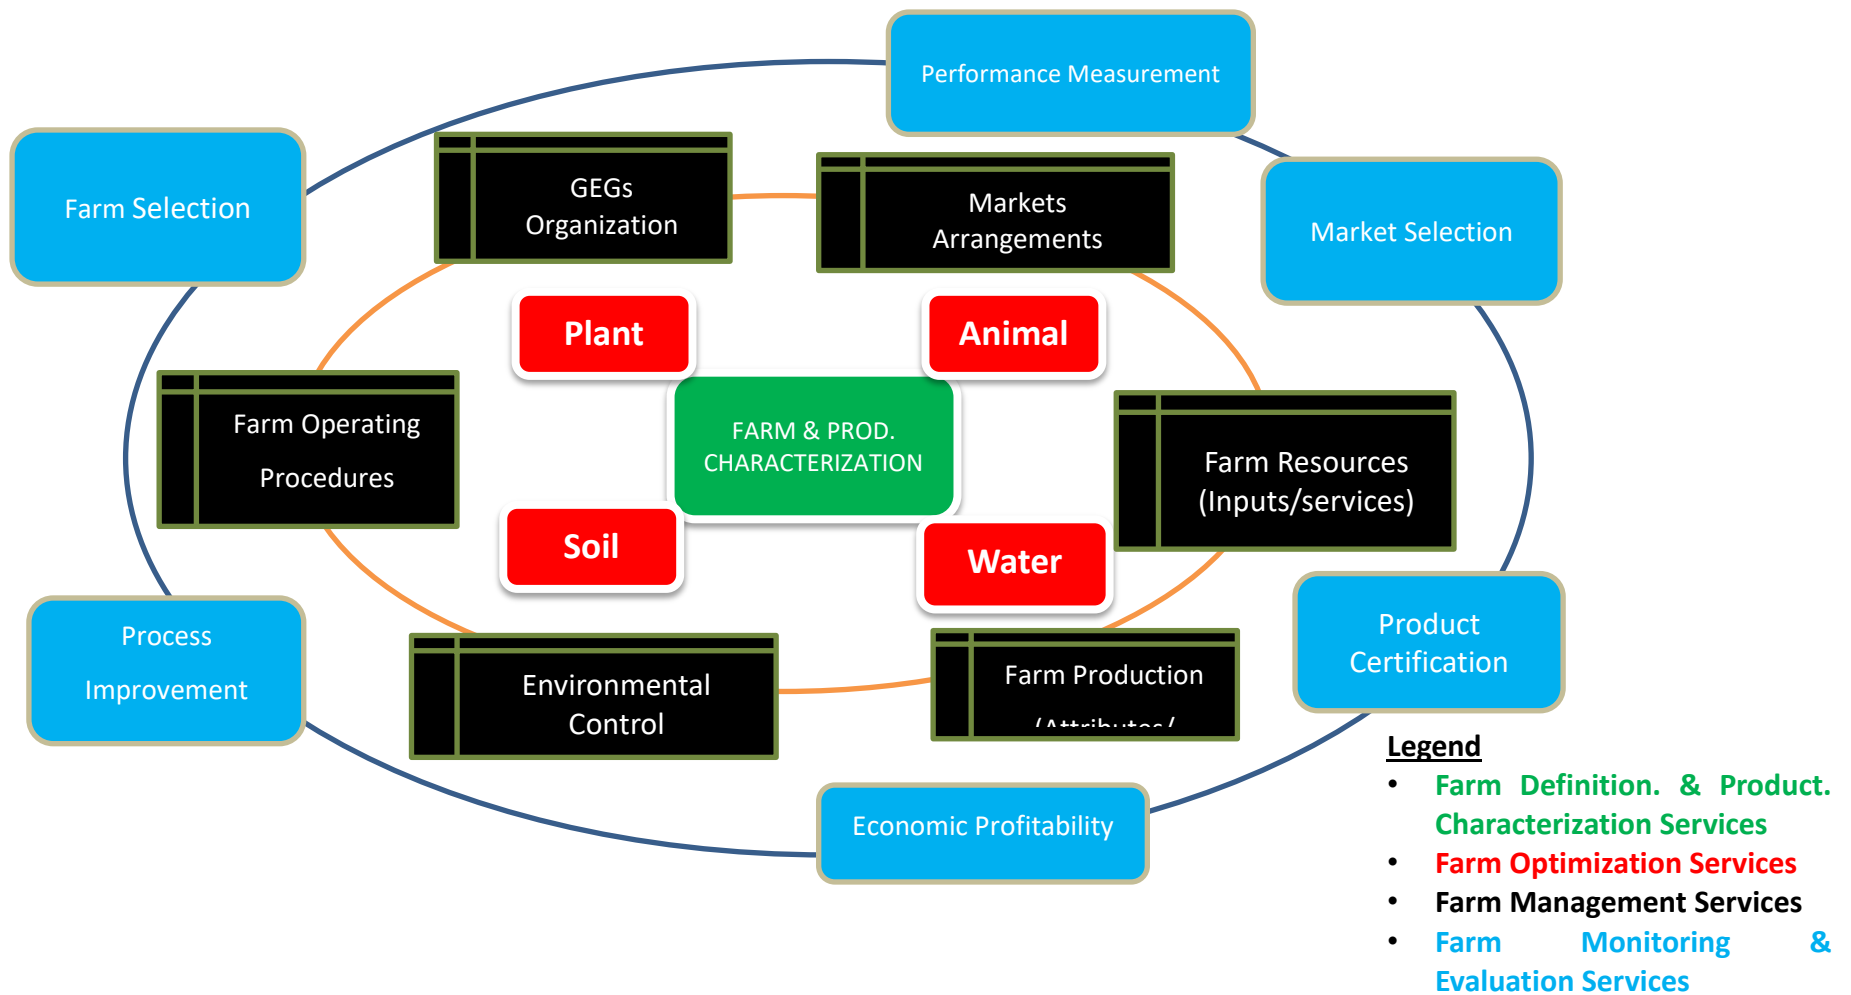 Performance Measurement
Farm Selection
GEGs
Organization
Markets
Arrangements
Market Selection
Plant
Animal
Farm Operating
Procedures
FARM & PROD.
CHARACTERIZATION
Farm Resources
(Inputs/services)
Soil
Water
Process
Improvement
Environmental
Control
Farm Production
(Attributes/
Product
Certification
Economic Profitability
Legend
• Farm Definition. & Product.
Characterization Services
• Farm Optimization Services
• Farm Management Services
• Farm Monitoring &
Evaluation Services